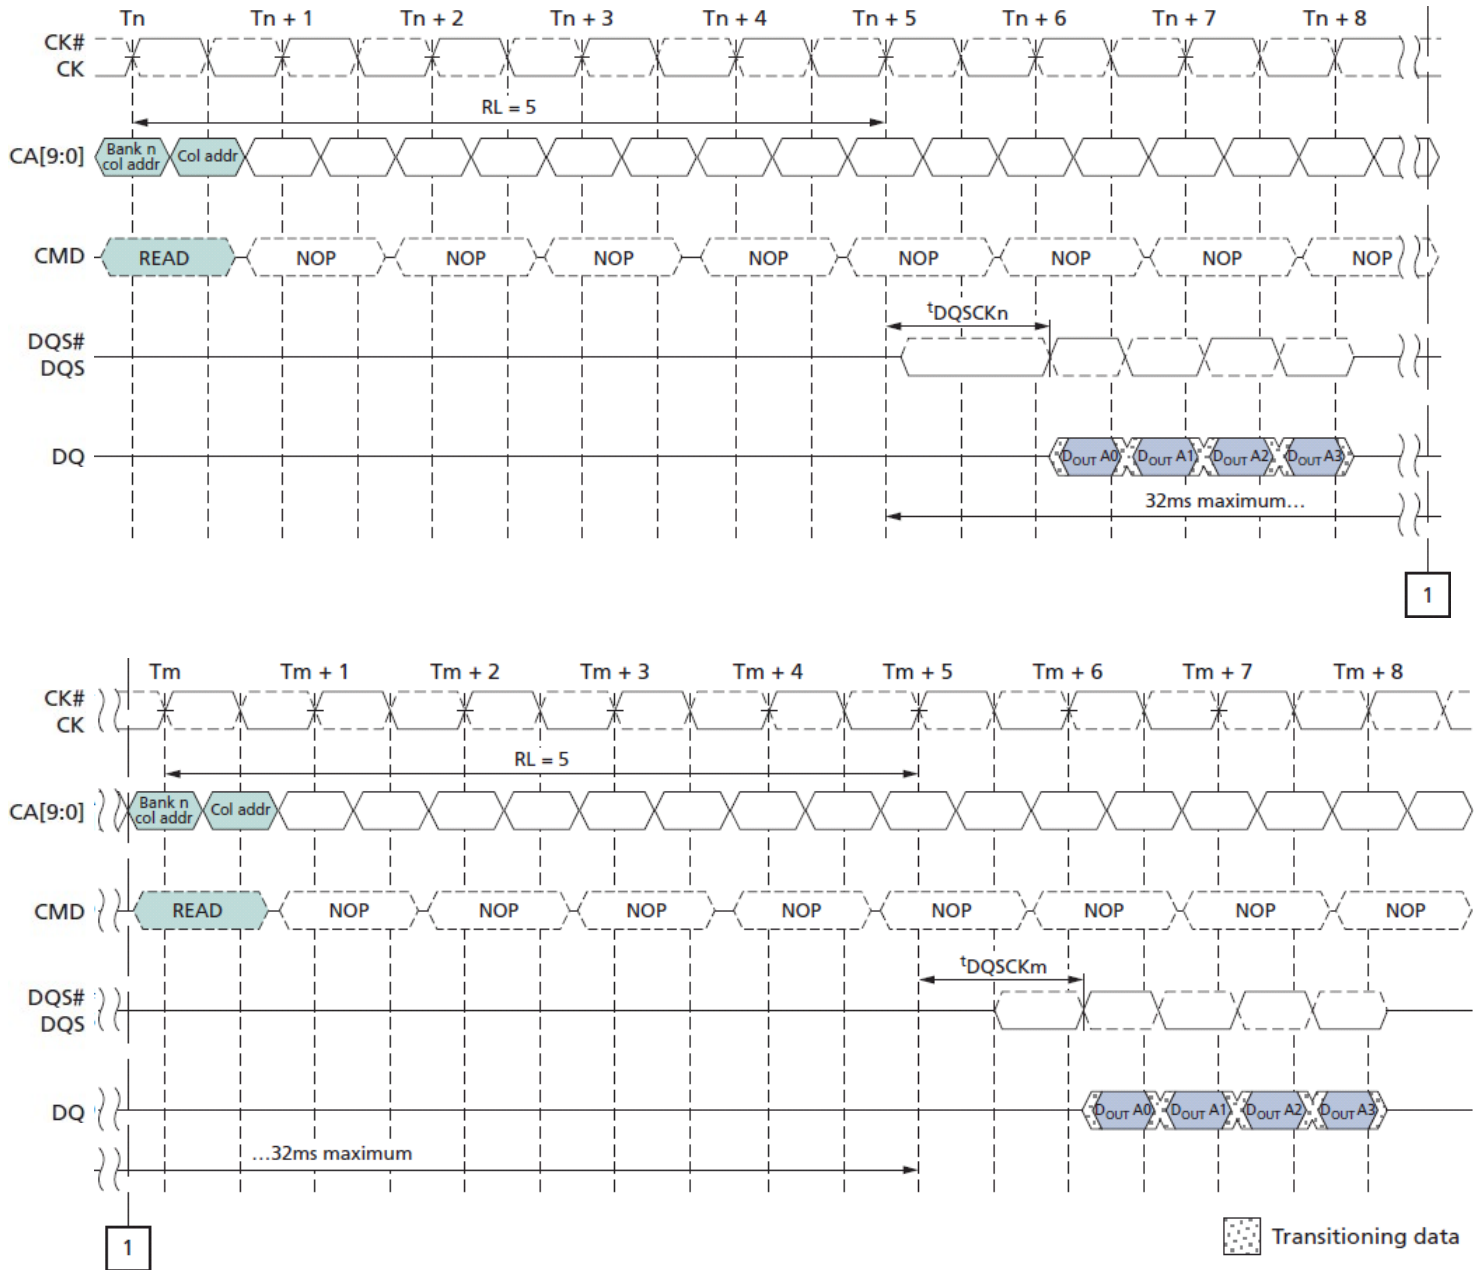 Tn Tn + 1 Tn + 2 Tn + 3 Tn + 4 Tn + 5 Tn + 6 Tn + 7 Tn + 8
CK#
CK
RL = 5
CA[9:0] Bank n col addr Col addr
CMD READ NOP NOP NOP NOP NOP NOP NOP NOP
tDQSCKn
DQS#
DQS
DQ DOUT A0 DOUT A1 DOUT A2 DOUT A3
32ms maximum…
1
Tm Tm + 1 Tm + 2 Tm + 3 Tm + 4 Tm + 5 Tm + 6 Tm + 7 Tm + 8
CK#
CK
RL = 5
CA[9:0] Bank n col addr Col addr
CMD READ NOP NOP NOP NOP NOP NOP NOP NOP
tDQSCKm
DQS#
DQS
DQ DOUT A0 DOUT A1 DOUT A2 DOUT A3
…32ms maximum
1
Transitioning data